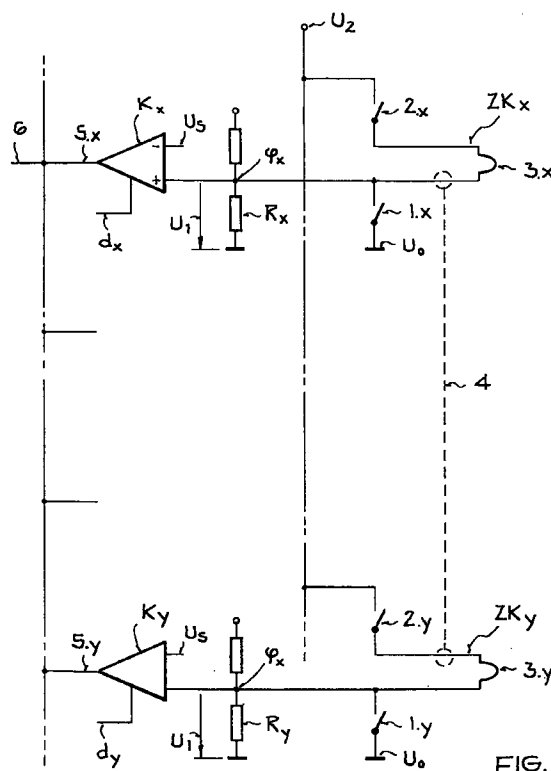 U2
Kx
2.x
ZKx
6
5.x
Us
φx
3.x
-
+
dx
U1
Rx
1.x
U0
4
Ky
2.y
ZKy
5.y
Us
φx
3.y
dy
U1
Ry
1.y
U0
FIG.